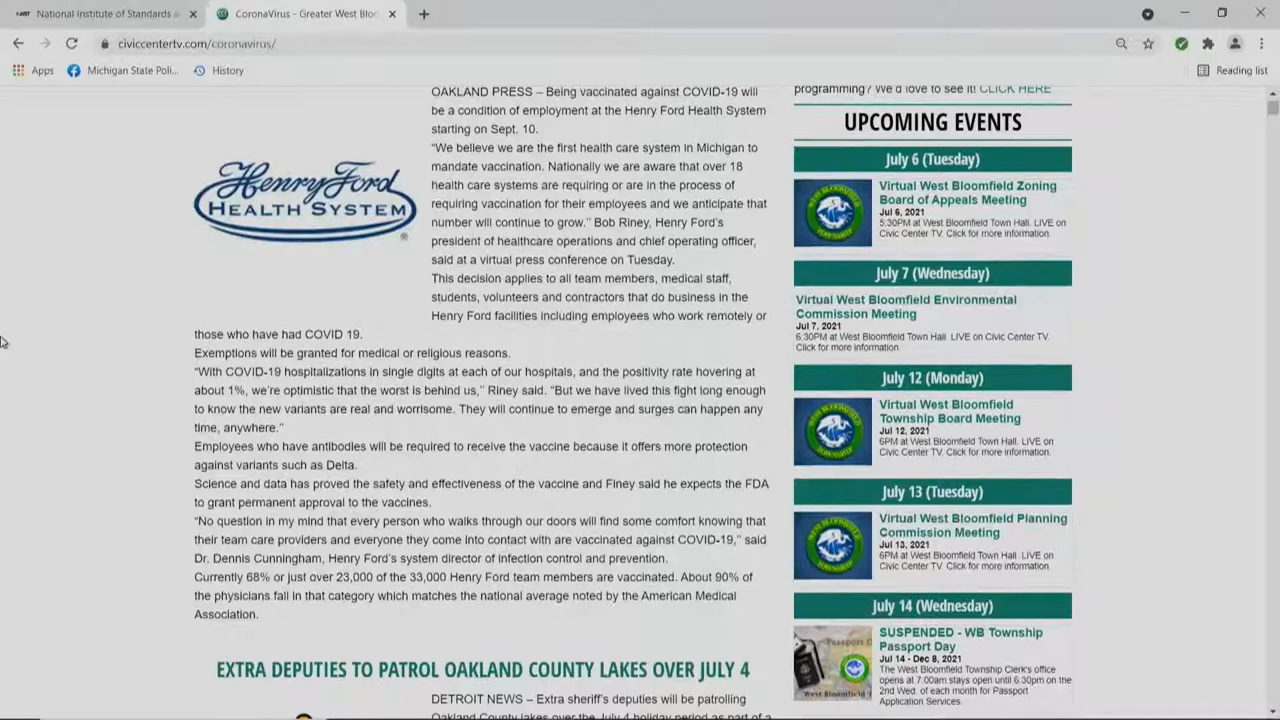 National Institute of Standards a
CoronaVirus - Greater West Bloo
civiccentertv.com/coronavirus/
Apps
Michigan State Poli...
History
Reading list
OAKLAND PRESS – Being vaccinated against COVID-19 will
be a condition of employment at the Henry Ford Health System
starting on Sept. 10.
“We believe we are the first health care system in Michigan to
mandate vaccination. Nationally we are aware that over 18
health care systems are requiring or are in the process of
requiring vaccination for their employees and we anticipate that
number will continue to grow.” Bob Riney, Henry Ford’s
president of healthcare operations and chief operating officer,
said at a virtual press conference on Tuesday.
This decision applies to all team members, medical staff,
students, volunteers and contractors that do business in the
Henry Ford facilities including employees who work remotely or
those who have had COVID 19.
Henry Ford
HEALTH SYSTEM
®
Exemptions will be granted for medical or religious reasons.
“With COVID-19 hospitalizations in single digits at each of our hospitals, and the positivity rate hovering at
about 1%, we’re optimistic that the worst is behind us,” Riney said. “But we have lived this fight long enough
to know the new variants are real and worrisome. They will continue to emerge and surges can happen any
time, anywhere.”
Employees who have antibodies will be required to receive the vaccine because it offers more protection
against variants such as Delta.
Science and data has proved the safety and effectiveness of the vaccine and Finey said he expects the FDA
to grant permanent approval to the vaccines.
“No question in my mind that every person who walks through our doors will find some comfort knowing that
their team care providers and everyone they come into contact with are vaccinated against COVID-19,” said
Dr. Dennis Cunningham, Henry Ford’s system director of infection control and prevention.
Currently 68% or just over 23,000 of the 33,000 Henry Ford team members are vaccinated. About 90% of
the physicians fall in that category which matches the national average noted by the American Medical
Association.
EXTRA DEPUTIES TO PATROL OAKLAND COUNTY LAKES OVER JULY 4
DETROIT NEWS – Extra sheriff’s deputies will be patrolling
Oakland County lakes over the July 4 holiday period as part of a
programming? We'd love to see it! CLICK HERE
UPCOMING EVENTS
July 6 (Tuesday)
Virtual West Bloomfield Zoning
Board of Appeals Meeting
Jul 6, 2021
5:30PM at West Bloomfield Town Hall. LIVE on
Civic Center TV. Click for more information.
July 7 (Wednesday)
Virtual West Bloomfield Environmental
Commission Meeting
Jul 7, 2021
6:30PM at West Bloomfield Town Hall. LIVE on Civic Center TV.
Click for more information.
July 12 (Monday)
Virtual West Bloomfield
Township Board Meeting
Jul 12, 2021
6PM at West Bloomfield Town Hall. LIVE on
Civic Center TV. Click for more information.
July 13 (Tuesday)
Virtual West Bloomfield Planning
Commission Meeting
Jul 13, 2021
6PM at West Bloomfield Town Hall. LIVE on
Civic Center TV. Click for more information.
July 14 (Wednesday)
SUSPENDED - WB Township
Passport Day
Jul 14 - Dec 8, 2021
The West Bloomfield Township Clerk's office
opens at 7:00am stays open until 6:30pm on the
2nd Wed. of each month for Passport
Application Services.
Passport D
West Bloomfield T